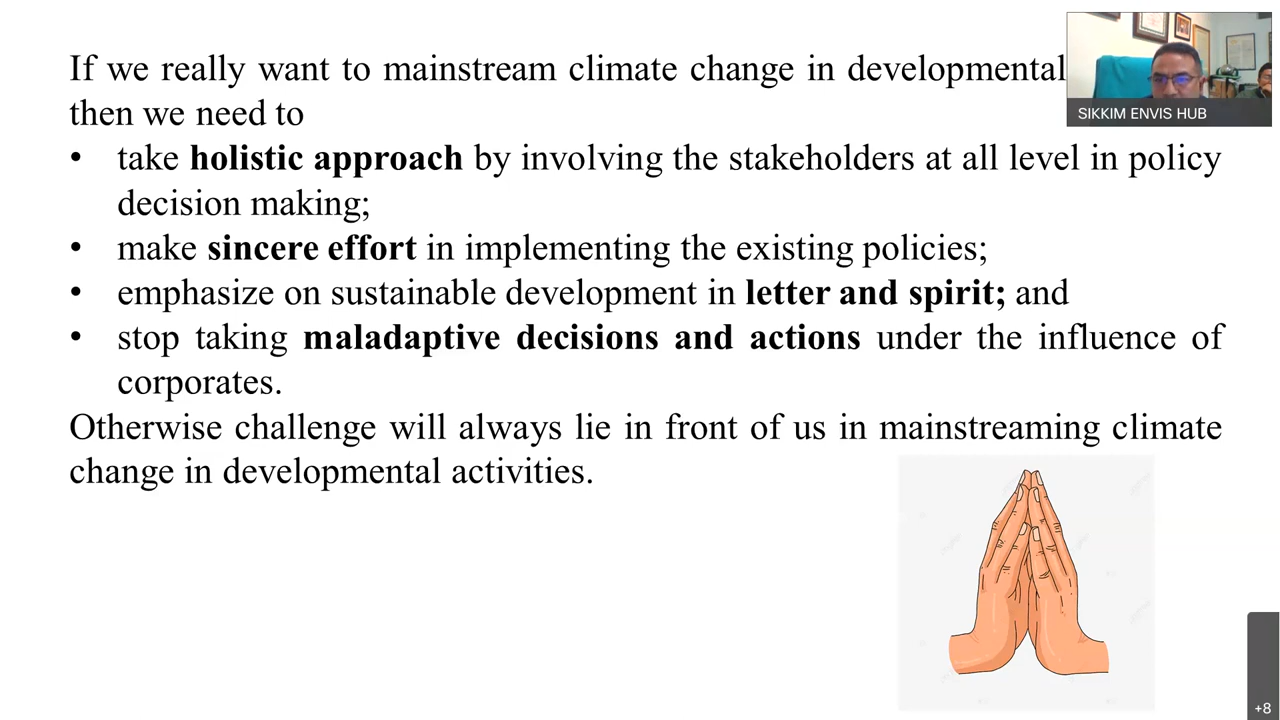 If we really want to mainstream climate change in developmental
then we need to
• take holistic approach by involving the stakeholders at all level in policy
decision making;
• make sincere effort in implementing the existing policies;
• emphasize on sustainable development in letter and spirit; and
• stop taking maladaptive decisions and actions under the influence of
corporates.
Otherwise challenge will always lie in front of us in mainstreaming climate
change in developmental activities.
SIKKIM ENVIS HUB
+8